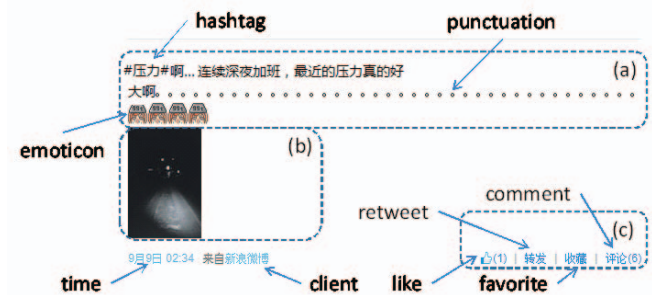 hashtag
punctuation
#压力#啊... 连续深夜加班，最近的压力真的好 (a)
大啊。。。。。。。。。。。。。。。。。。。。。。。。。。。。。。。。。
emoticon
(b)
comment
retweet
(c)
9月9日 02:34 来自新浪微博
(1) | 转发 | 收藏 | 评论(6)
time
client
like
favorite